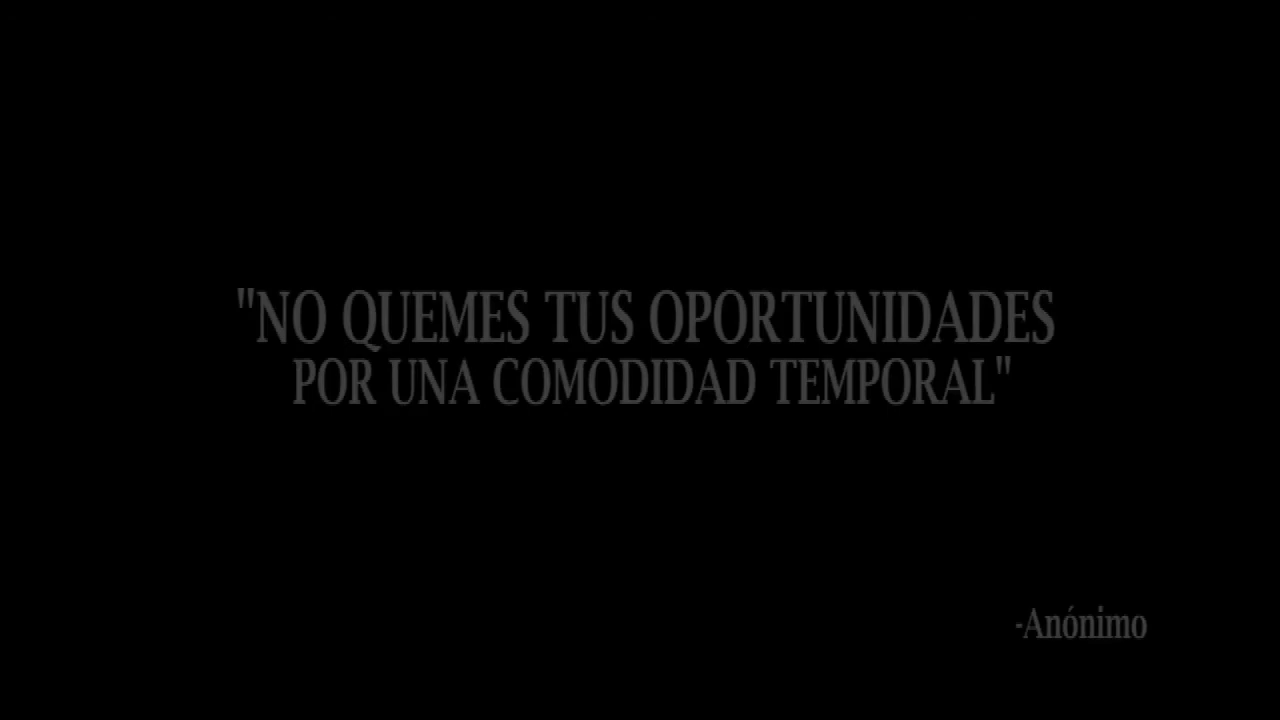 "NO QUEMES TUS OPORTUNIDADES
POR UNA COMODIDAD TEMPORAL"
-Anónimo